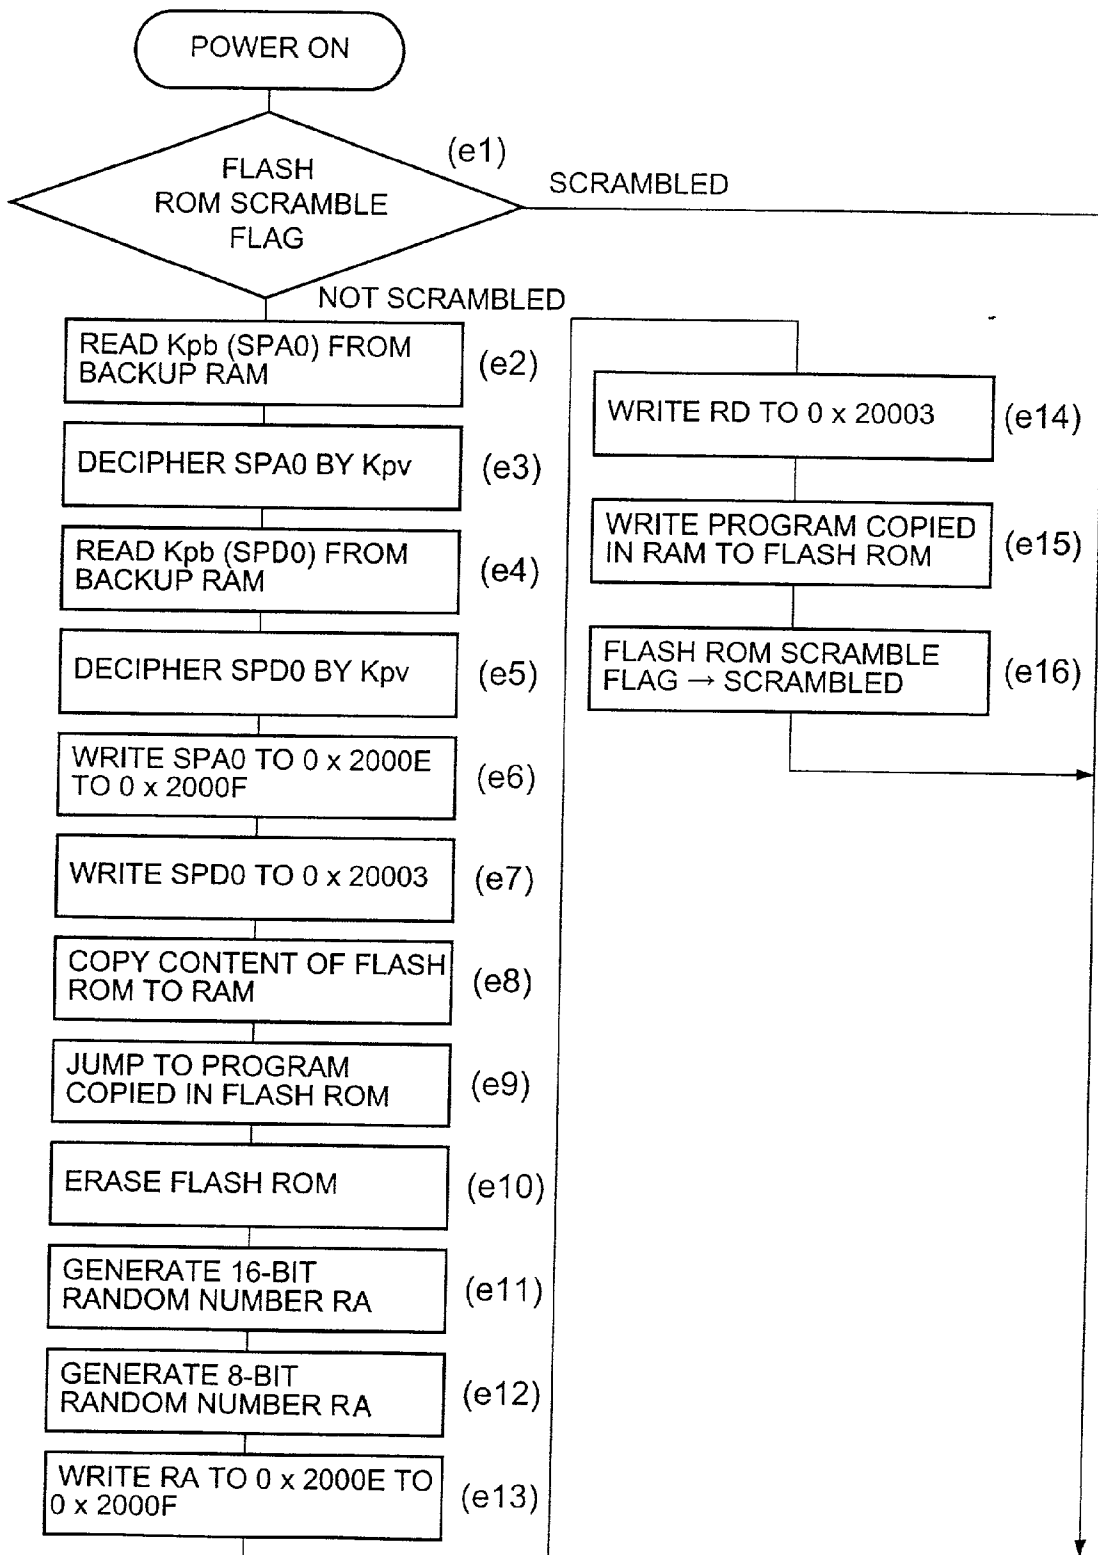 POWER ON
(e1)
FLASH
ROM SCRAMBLE
FLAG
SCRAMBLED
NOT SCRAMBLED
READ Kpb (SPA0) FROM
BACKUP RAM
(e2)
DECIPHER SPA0 BY Kpv
(e3)
READ Kpb (SPD0) FROM
BACKUP RAM
(e4)
DECIPHER SPD0 BY Kpv
(e5)
WRITE SPA0 TO 0 x 2000E
TO 0 x 2000F
(e6)
WRITE SPD0 TO 0 x 20003
(e7)
COPY CONTENT OF FLASH
ROM TO RAM
(e8)
JUMP TO PROGRAM
COPIED IN FLASH ROM
(e9)
ERASE FLASH ROM
(e10)
GENERATE 16-BIT
RANDOM NUMBER RA
(e11)
GENERATE 8-BIT
RANDOM NUMBER RA
(e12)
WRITE RA TO 0 x 2000E TO
0 x 2000F
(e13)
WRITE RD TO 0 x 20003
(e14)
WRITE PROGRAM COPIED
IN RAM TO FLASH ROM
(e15)
FLASH ROM SCRAMBLE
FLAG → SCRAMBLED
(e16)